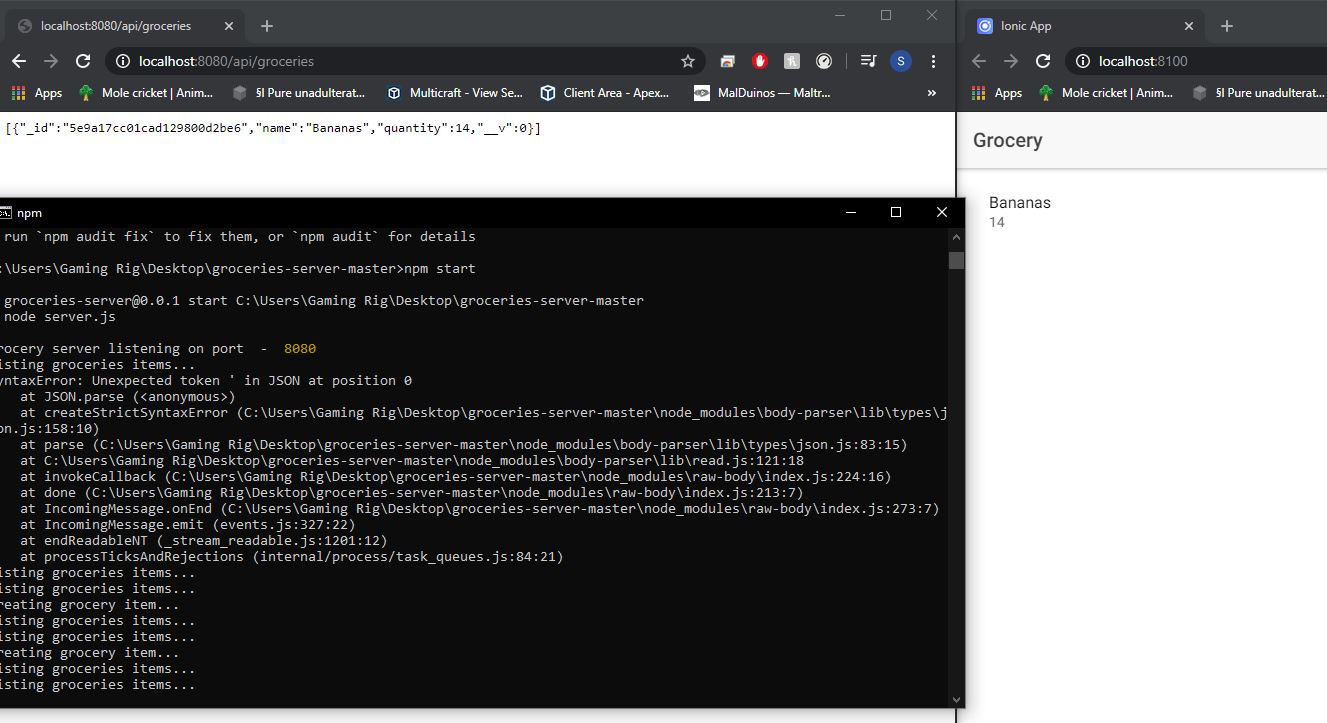 localhost:8080/api/groceries
localhost:8080/api/groceries
S
Apps
Mole cricket | Anim...
§l Pure unadulterat...
Multicraft - View Se...
Client Area - Apex...
MalDuinos — Maltr...
»
[{"_id":"5e9a17cc01cad129800d2be6","name":"Bananas","quantity":14,"__v":0}]
Ionic App
localhost:8100
Apps
Mole cricket | Anim...
§l Pure unadulterat...
Grocery
Bananas
14
npm
run `npm audit fix` to fix them, or `npm audit` for details
:\Users\Gaming Rig\Desktop\groceries-server-master>npm start
groceries-server@0.0.1 start C:\Users\Gaming Rig\Desktop\groceries-server-master
node server.js
rocery server listening on port  -  8080
isting groceries items...
yntaxError: Unexpected token ' in JSON at position 0
at JSON.parse (<anonymous>)
at createStrictSyntaxError (C:\Users\Gaming Rig\Desktop\groceries-server-master\node_modules\body-parser\lib\types\j
on.js:158:10)
at parse (C:\Users\Gaming Rig\Desktop\groceries-server-master\node_modules\body-parser\lib\types\json.js:83:15)
at C:\Users\Gaming Rig\Desktop\groceries-server-master\node_modules\body-parser\lib\read.js:121:18
at invokeCallback (C:\Users\Gaming Rig\Desktop\groceries-server-master\node_modules\raw-body\index.js:224:16)
at done (C:\Users\Gaming Rig\Desktop\groceries-server-master\node_modules\raw-body\index.js:213:7)
at IncomingMessage.onEnd (C:\Users\Gaming Rig\Desktop\groceries-server-master\node_modules\raw-body\index.js:273:7)
at IncomingMessage.emit (events.js:327:22)
at endReadableNT (_stream_readable.js:1201:12)
at processTicksAndRejections (internal/process/task_queues.js:84:21)
isting groceries items...
isting groceries items...
reating grocery item...
isting groceries items...
isting groceries items...
reating grocery item...
isting groceries items...
isting groceries items...